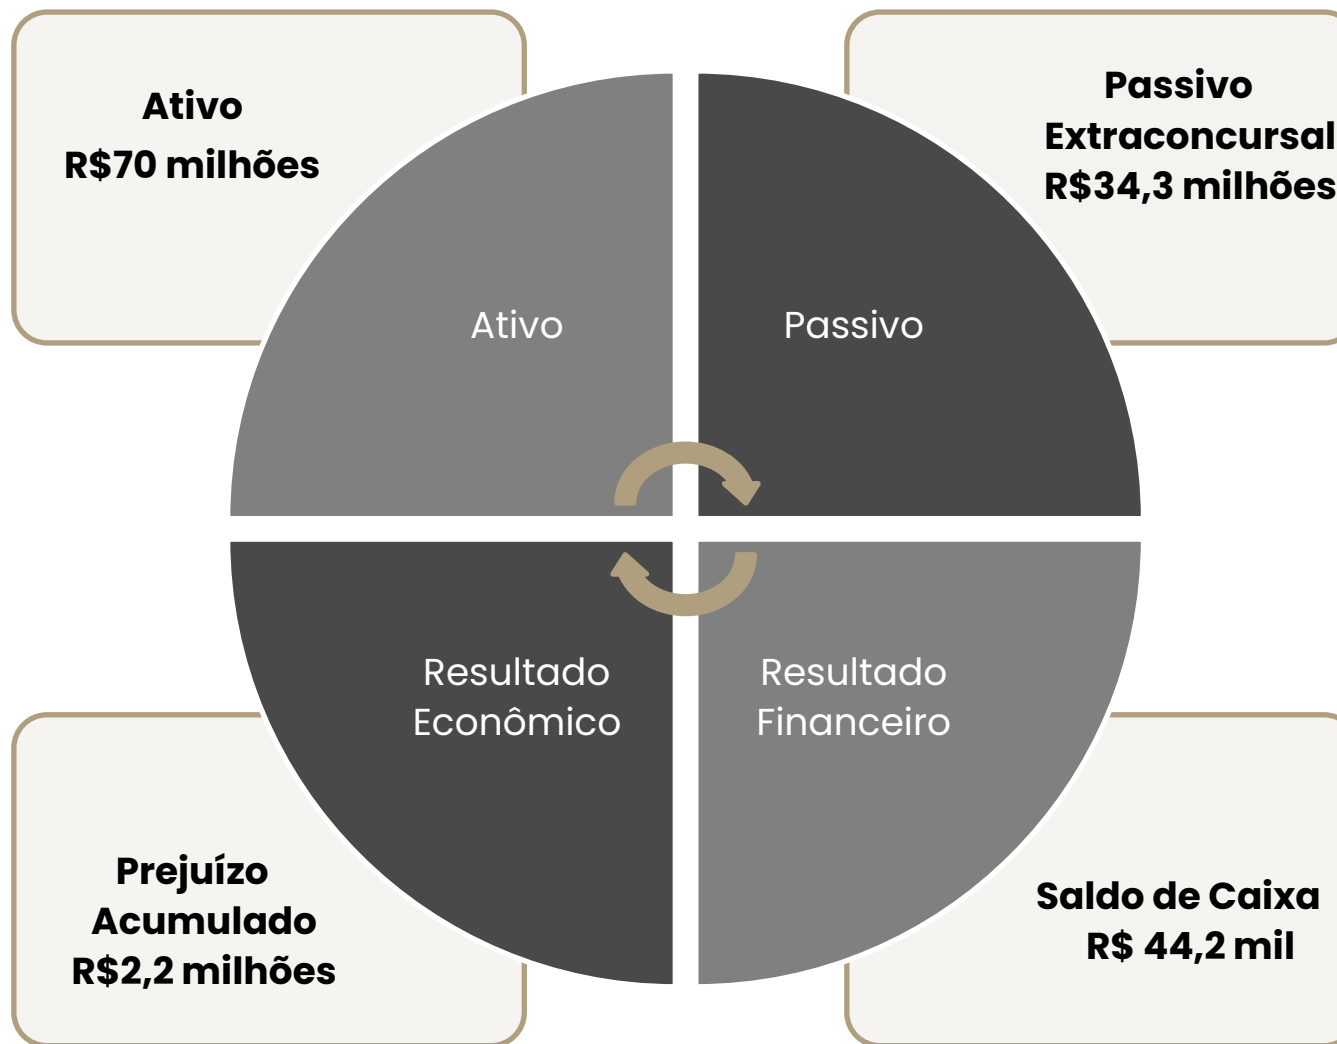 Ativo
R$70 milhões
Passivo
Extraconcursal
R$34,3 milhões
Ativo
Passivo
Resultado
Econômico
Resultado
Financeiro
Prejuízo
Acumulado
R$2,2 milhões
Saldo de Caixa
R$ 44,2 mil